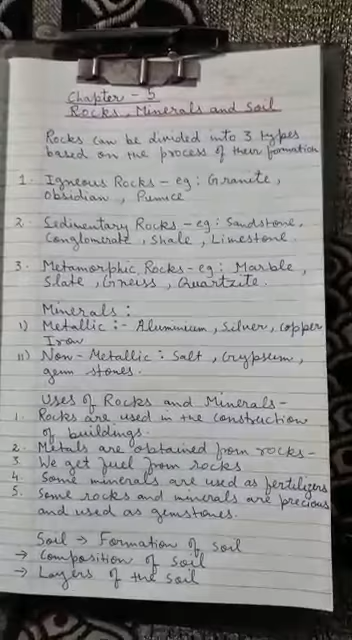 Chapter - 5
Rocks, Minerals and Soil
Rocks can be divided into 3 types
based on the process of their formation
1. Igneous Rocks - eg: Granite,
Obsidian, Pumice
2. Sedimentary Rocks - eg: Sandstone,
Conglomerate, Shale, Limestone.
3. Metamorphic Rocks - eg: Marble,
Slate, Gneiss, Quartzite.
Minerals:
i) Metallic :- Aluminium, Silver, copper
Iron
ii) Non-Metallic: Salt, Gypsum,
gem stones.
Uses of Rocks and Minerals -
1. Rocks are used in the construction
of buildings.
2. Metals are obtained from rocks -
3. We get fuel from rocks
4. Some minerals are used as fertilizers
5. Some rocks and minerals are precious
and used as gemstones.
Soil → Formation of soil
→ Composition of soil
→ Layers of the soil